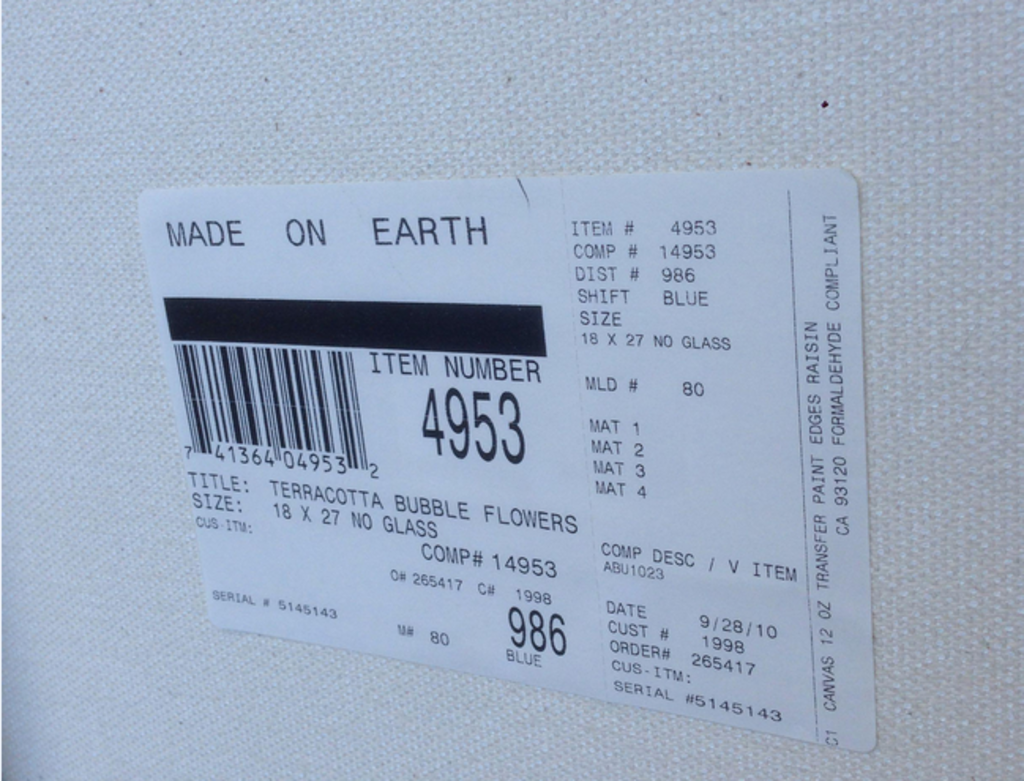 MADE ON EARTH
ITEM NUMBER
4953
7 41364 04953 2
TITLE: TERRACOTTA BUBBLE FLOWERS
SIZE: 18 X 27 NO GLASS
CUS-ITM:
COMP# 14953
O# 265417 C# 1998
SERIAL # 5145143
M# 80
986
BLUE
ITEM # 4953
COMP # 14953
DIST # 986
SHIFT BLUE
SIZE
18 X 27 NO GLASS
MLD # 80
MAT 1
MAT 2
MAT 3
MAT 4
COMP DESC / V ITEM
ABU1023
DATE 9/28/10
CUST # 1998
ORDER# 265417
CUS-ITM:
SERIAL #5145143
C1 CANVAS 12 OZ TRANSFER PAINT EDGES RAISIN
CA 93120 FORMALDEHYDE COMPLIANT